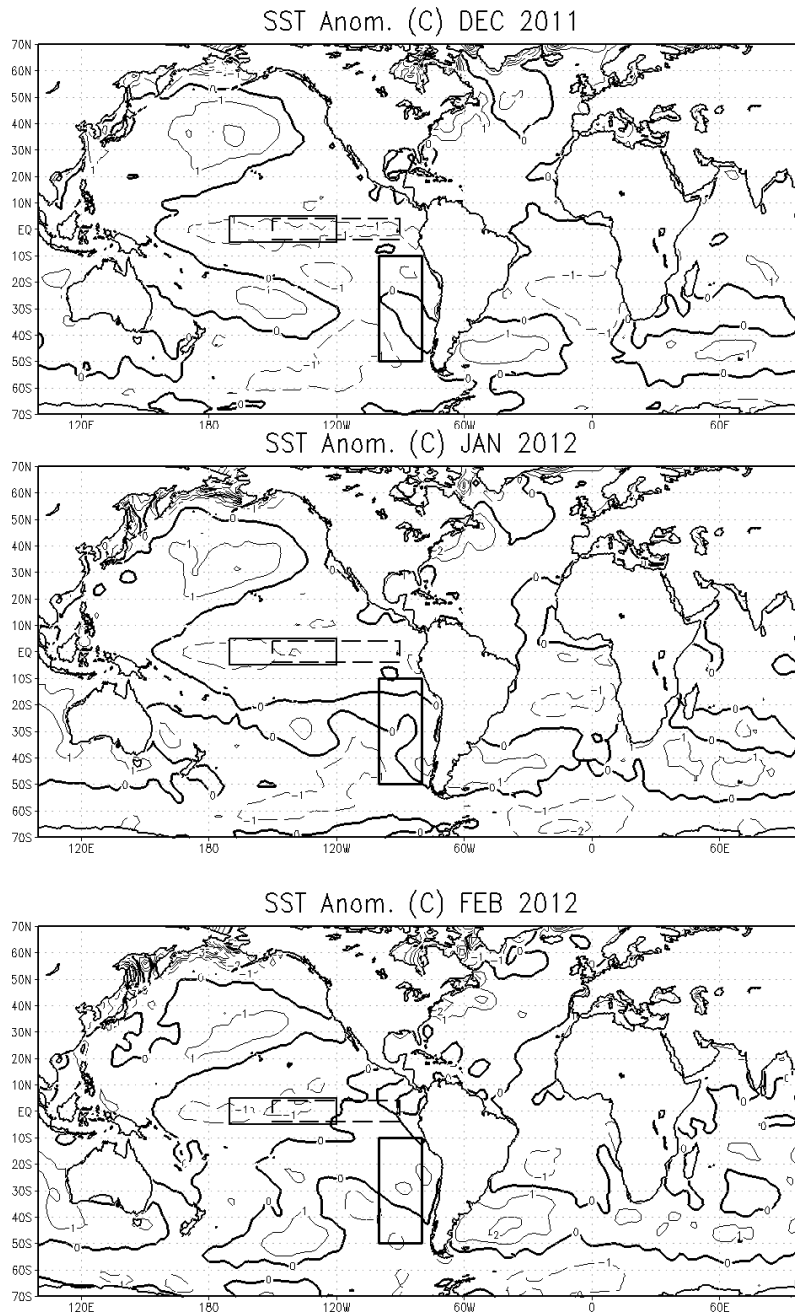 SST Anom. (C) DEC 2011
70N
60N
50N
40N
30N
20N
10N
EQ
10S
20S
30S
40S
50S
60S
70S
120E 180 120W 60W 0 60E
SST Anom. (C) JAN 2012
70N
60N
50N
40N
30N
20N
10N
EQ
10S
20S
30S
40S
50S
60S
70S
120E 180 120W 60W 0 60E
SST Anom. (C) FEB 2012
70N
60N
50N
40N
30N
20N
10N
EQ
10S
20S
30S
40S
50S
60S
70S
120E 180 120W 60W 0 60E